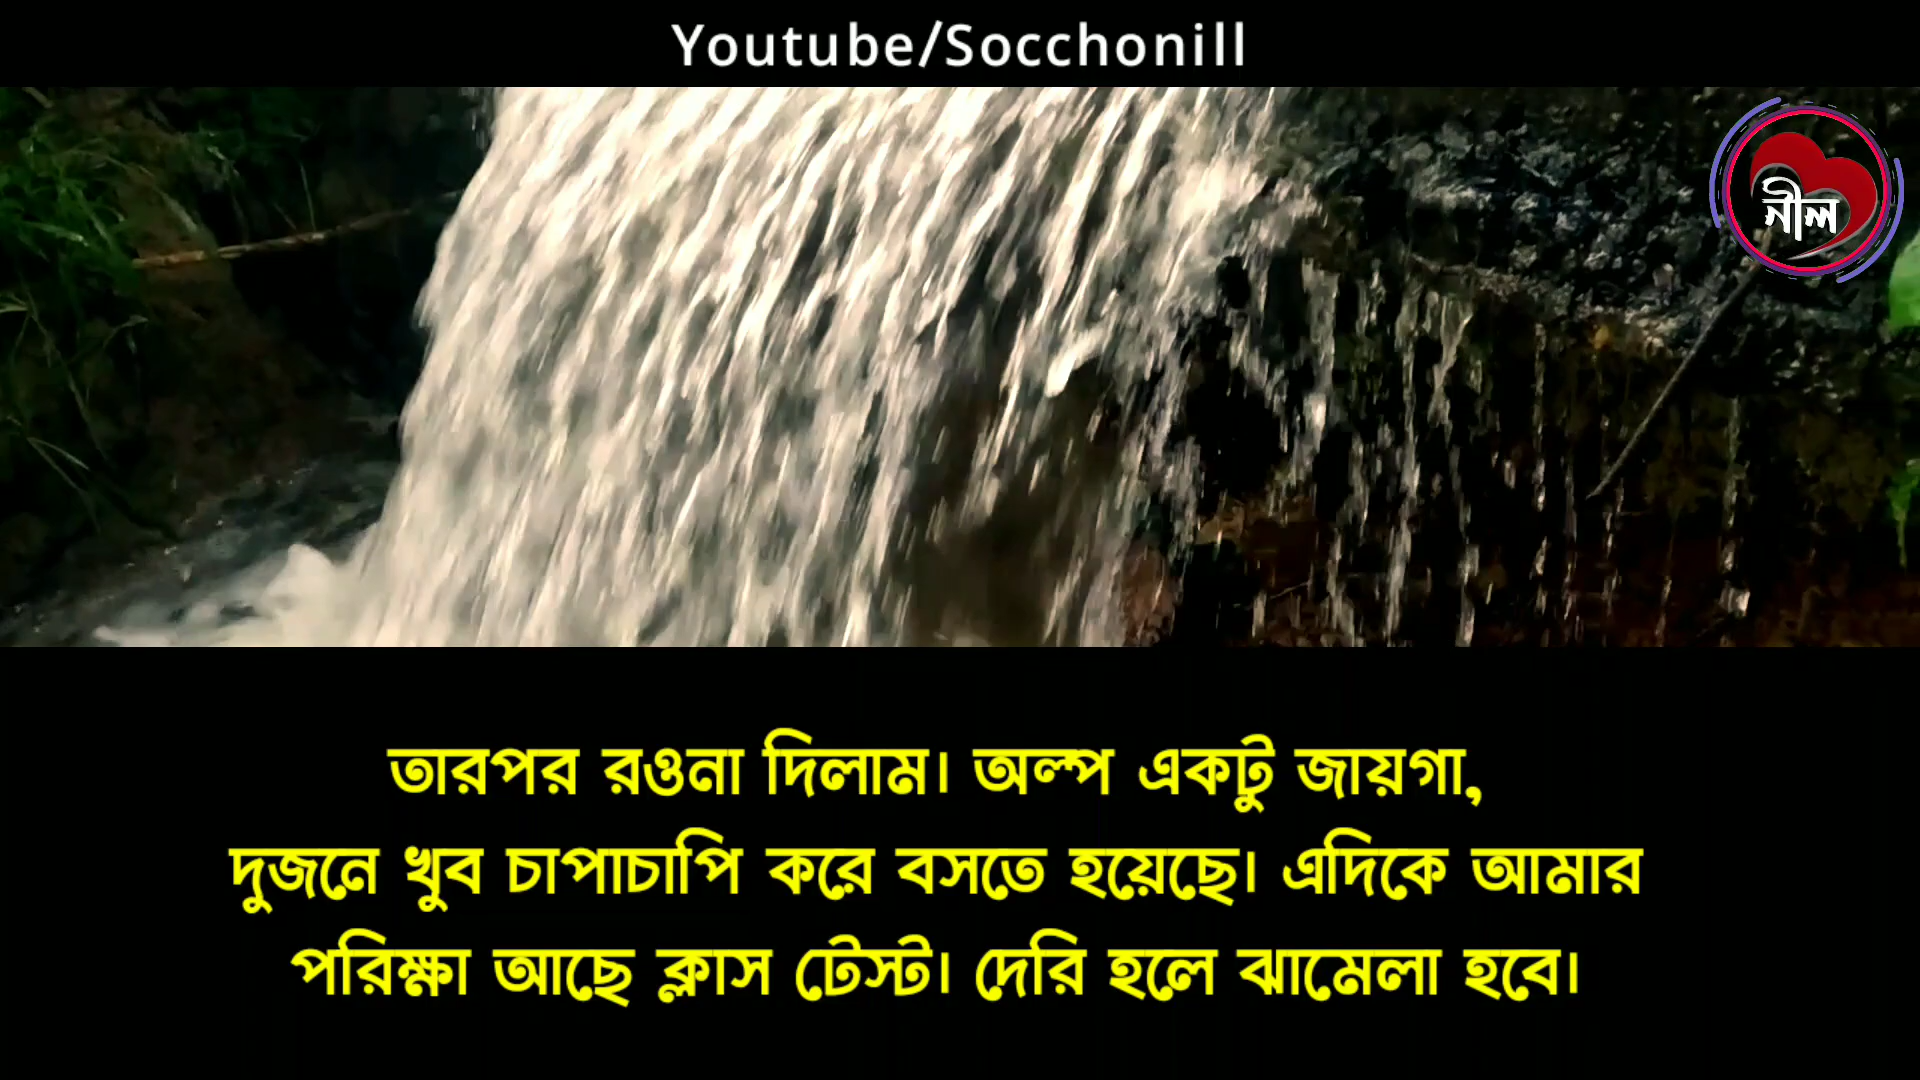 Youtube/Socchonill
নীল
তারপর রওনা দিলাম। অল্প একটু জায়গা,
দুজনে খুব চাপাচাপি করে বসতে হয়েছে। এদিকে আমার
পরিক্ষা আছে ক্লাস টেস্ট। দেরি হলে ঝামেলা হবে।